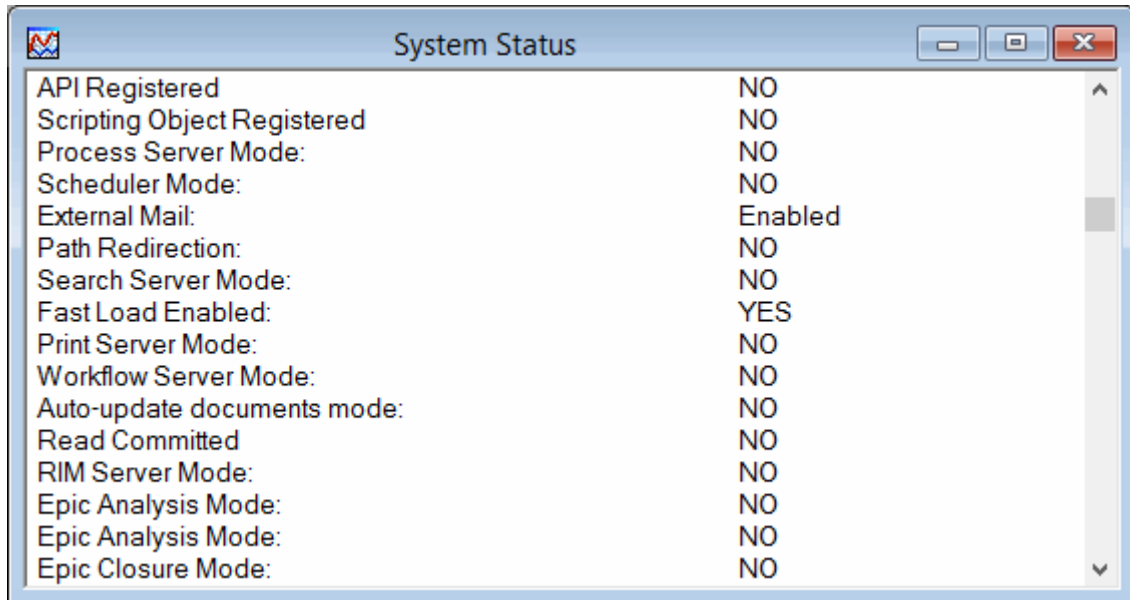 System Status
API Registered NO
Scripting Object Registered NO
Process Server Mode: NO
Scheduler Mode: NO
External Mail: Enabled
Path Redirection: NO
Search Server Mode: NO
Fast Load Enabled: YES
Print Server Mode: NO
Workflow Server Mode: NO
Auto-update documents mode: NO
Read Committed NO
RIM Server Mode: NO
Epic Analysis Mode: NO
Epic Analysis Mode: NO
Epic Closure Mode: NO